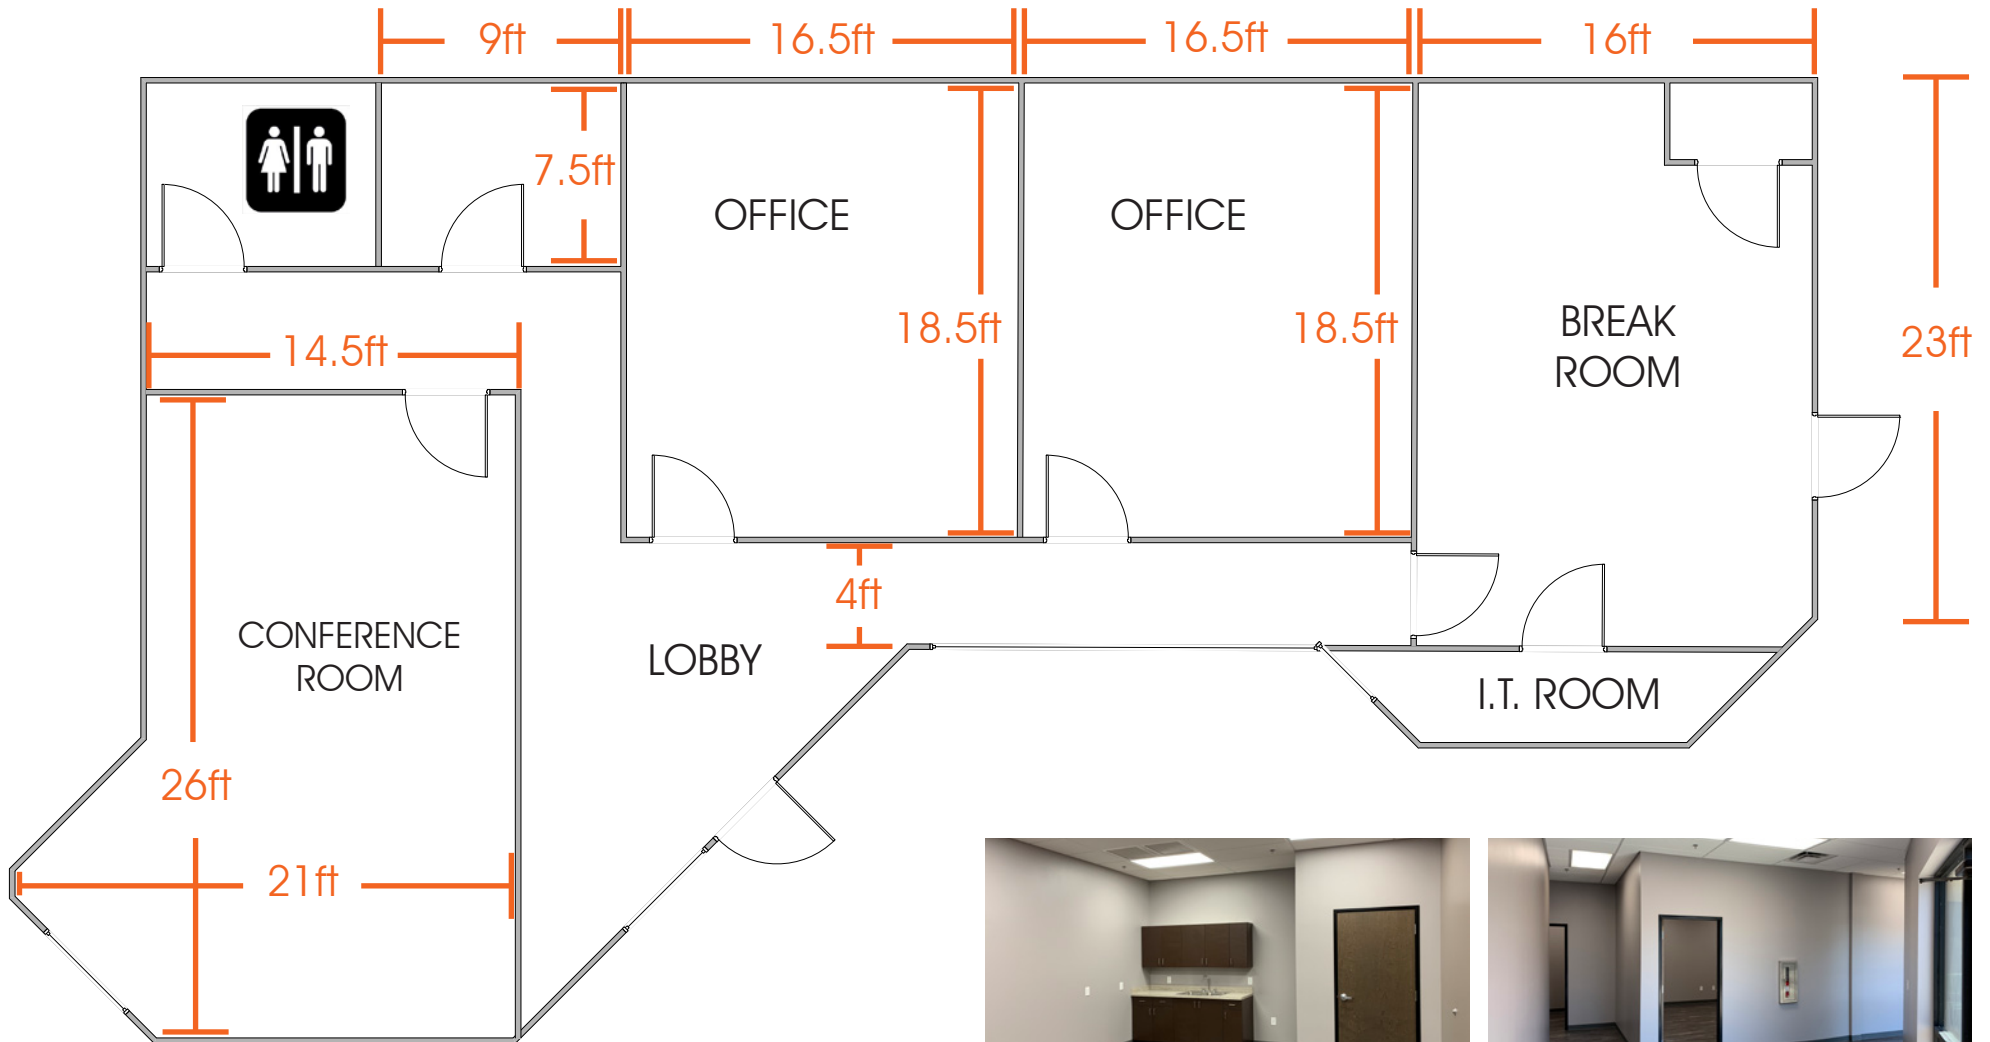 9ft
16.5ft
16.5ft
16ft
7.5ft
OFFICE
OFFICE
14.5ft
18.5ft
18.5ft
BREAK
ROOM
23ft
4ft
CONFERENCE
ROOM
LOBBY
I.T. ROOM
26ft
21ft